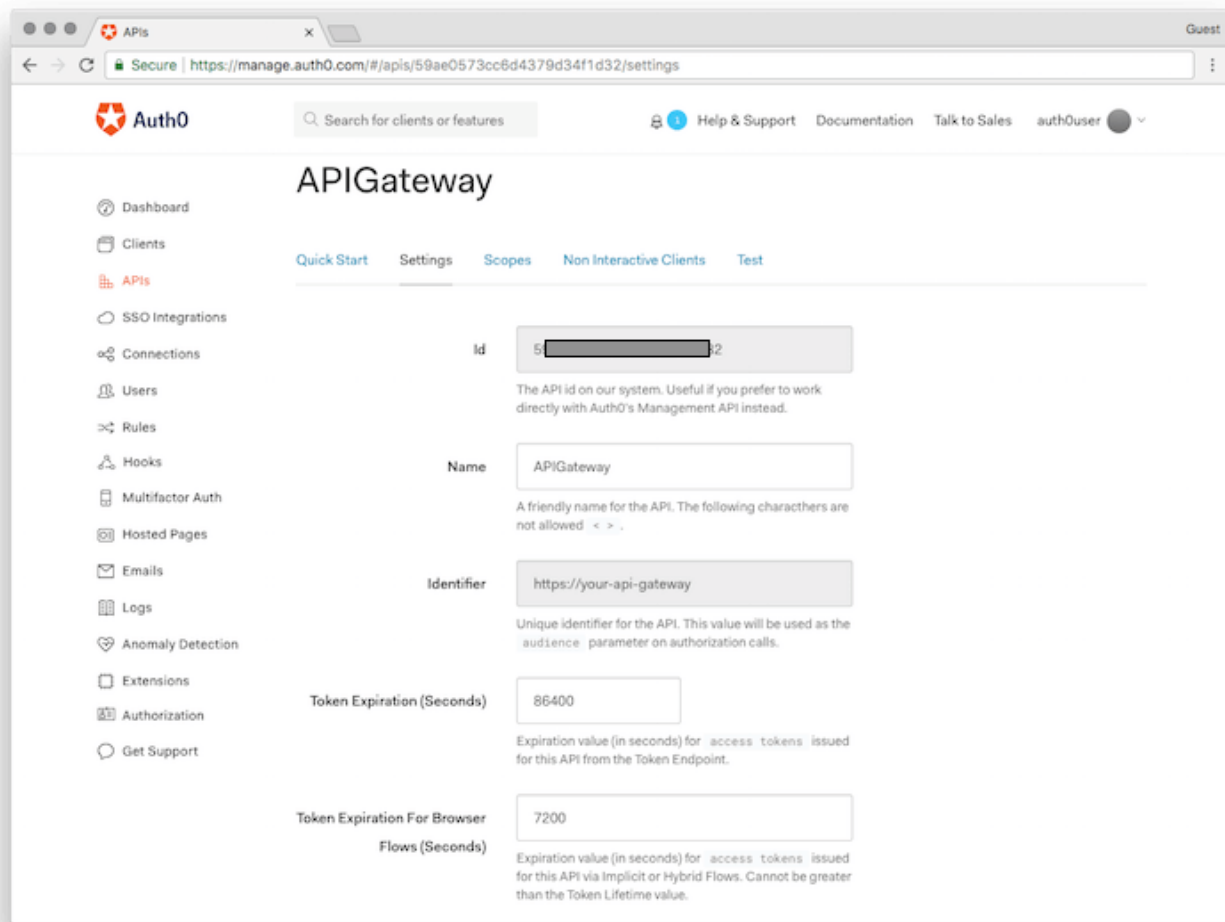 APIs
Guest
Secure | https://manage.auth0.com/#/apis/59ae0573cc6d4379d34f1d32/settings
Auth0
Search for clients or features
1
Help & Support
Documentation
Talk to Sales
auth0user
APIGateway
Dashboard
Clients
APIs
SSO Integrations
Connections
Users
Rules
Hooks
Multifactor Auth
Hosted Pages
Emails
Logs
Anomaly Detection
Extensions
Authorization
Get Support
Quick Start
Settings
Scopes
Non Interactive Clients
Test
Id
The API id on our system. Useful if you prefer to work
directly with Auth0's Management API instead.
Name
APIGateway
A friendly name for the API. The following characthers are
not allowed < > .
Identifier
https://your-api-gateway
Unique identifier for the API. This value will be used as the
audience parameter on authorization calls.
Token Expiration (Seconds)
86400
Expiration value (in seconds) for access tokens issued
for this API from the Token Endpoint.
Token Expiration For Browser
Flows (Seconds)
7200
Expiration value (in seconds) for access tokens issued
for this API via Implicit or Hybrid Flows. Cannot be greater
than the Token Lifetime value.